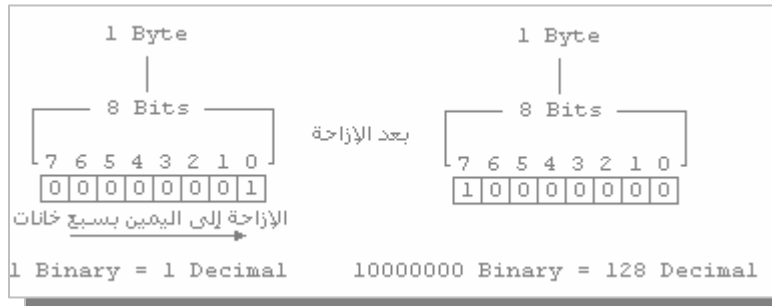 1 Byte
8 Bits
7 6 5 4 3 2 1 0
0 0 0 0 0 0 0 1
الإزاحة إلى اليمين بسبع خانات
1 Binary = 1 Decimal
بعد الإزاحة
1 Byte
8 Bits
7 6 5 4 3 2 1 0
1 0 0 0 0 0 0 0
10000000 Binary = 128 Decimal